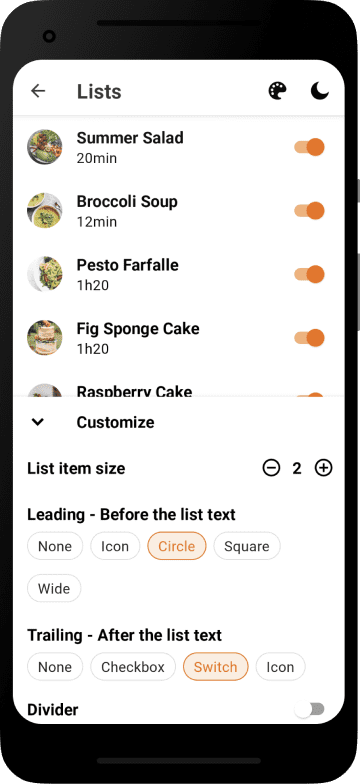 Lists
Summer Salad
20min
Broccoli Soup
12min
Pesto Farfalle
1h20
Fig Sponge Cake
1h20
Raspberry Cake
Customize
List item size
2
Leading - Before the list text
None Icon Circle Square
Wide
Trailing - After the list text
None Checkbox Switch Icon
Divider